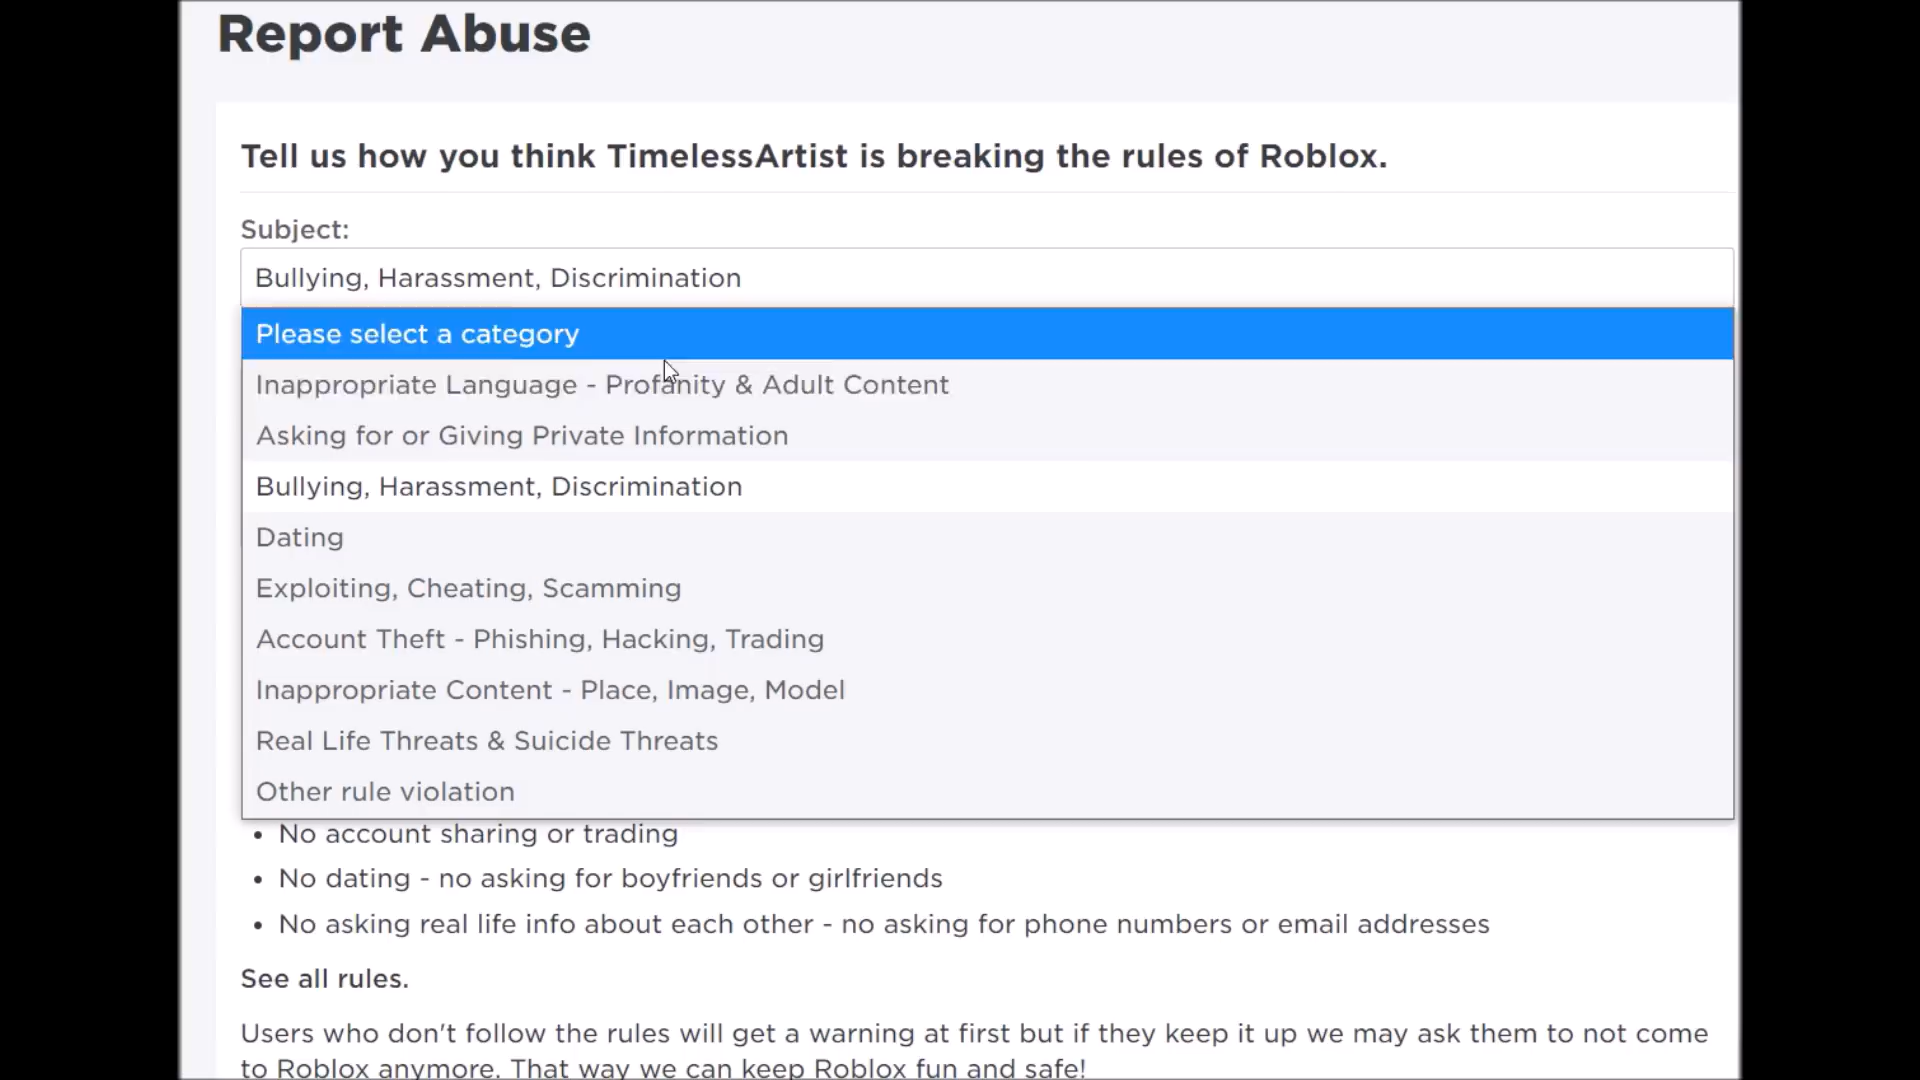 Report Abuse
Tell us how you think TimelessArtist is breaking the rules of Roblox.
Subject:
Bullying, Harassment, Discrimination
Please select a category
Inappropriate Language - Profanity & Adult Content
Asking for or Giving Private Information
Bullying, Harassment, Discrimination
Dating
Exploiting, Cheating, Scamming
Account Theft - Phishing, Hacking, Trading
Inappropriate Content - Place, Image, Model
Real Life Threats & Suicide Threats
Other rule violation
• No account sharing or trading
• No dating - no asking for boyfriends or girlfriends
• No asking real life info about each other - no asking for phone numbers or email addresses
See all rules.
Users who don't follow the rules will get a warning at first but if they keep it up we may ask them to not come
to Roblox anymore. That way we can keep Roblox fun and safe!